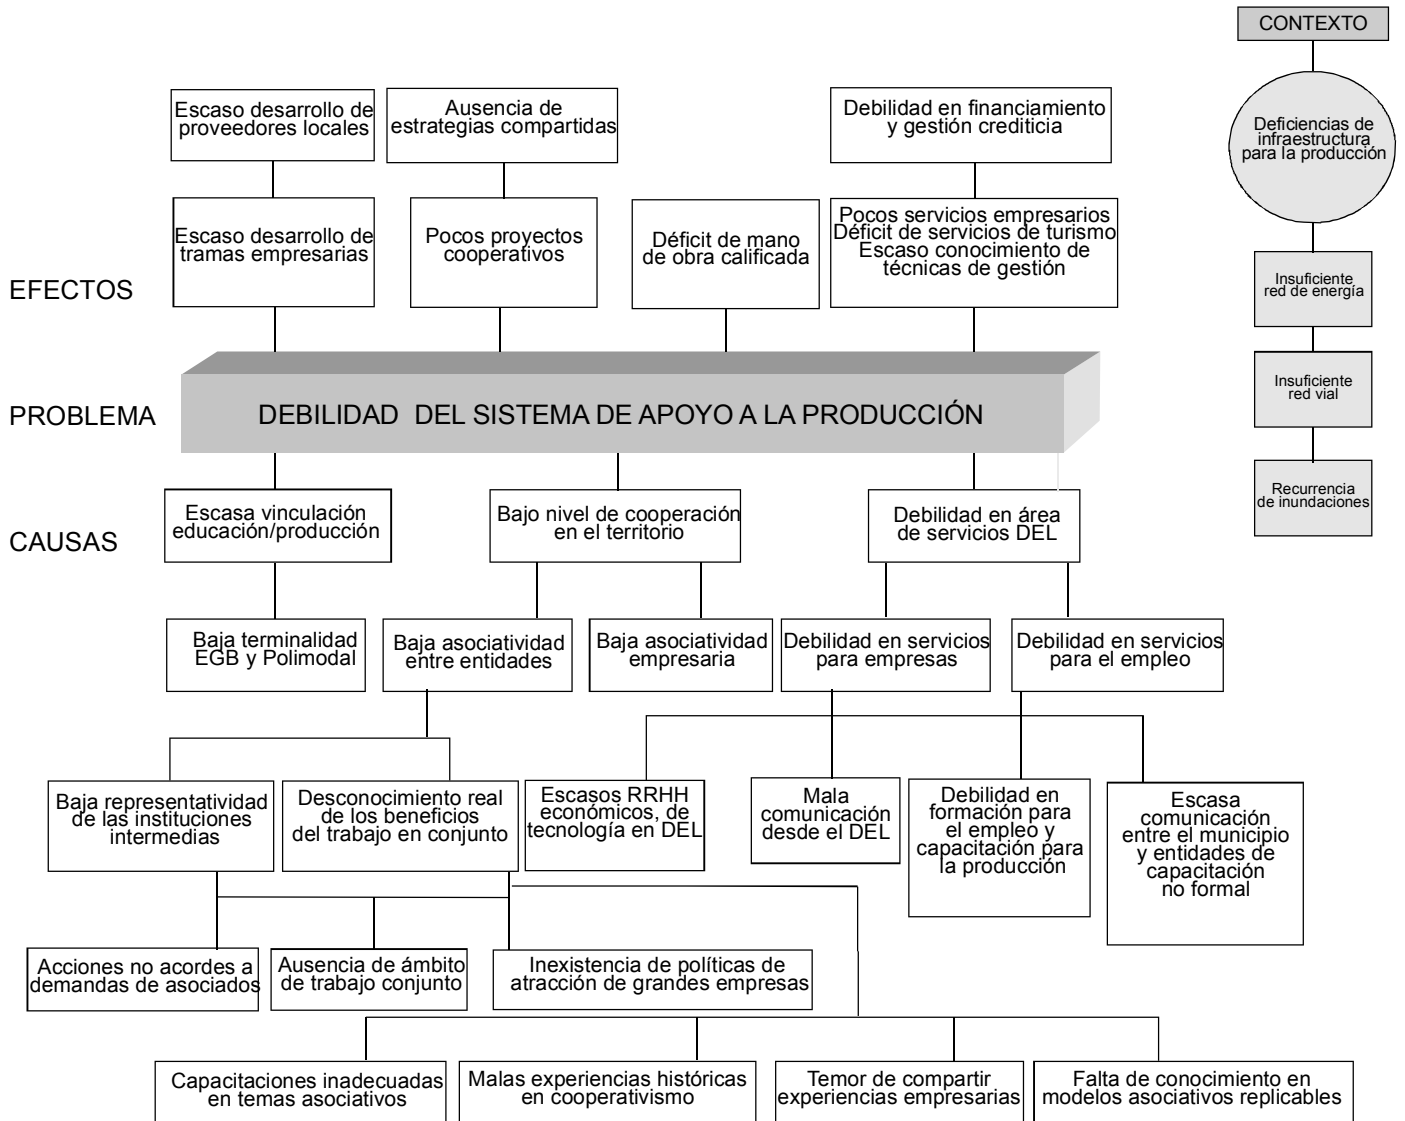 CONTEXTO
Deficiencias de
infraestructura
para la producción
Insuficiente
red de energía
Insuficiente
red vial
Recurrencia
de inundaciones
Escaso desarrollo de
proveedores locales
Ausencia de
estrategias compartidas
Debilidad en financiamiento
y gestión crediticia
EFECTOS
Escaso desarrollo de
tramas empresarias
Pocos proyectos
cooperativos
Déficit de mano
de obra calificada
Pocos servicios empresarios
Déficit de servicios de turismo
Escaso conocimiento de
técnicas de gestión
PROBLEMA
DEBILIDAD DEL SISTEMA DE APOYO A LA PRODUCCIÓN
CAUSAS
Escasa vinculación
educación/producción
Bajo nivel de cooperación
en el territorio
Debilidad en área
de servicios DEL
Baja terminalidad
EGB y Polimodal
Baja asociatividad
entre entidades
Baja asociatividad
empresaria
Debilidad en servicios
para empresas
Debilidad en servicios
para el empleo
Baja representatividad
de las instituciones
intermedias
Desconocimiento real
de los beneficios
del trabajo en conjunto
Escasos RRHH
económicos, de
tecnología en DEL
Mala
comunicación
desde el DEL
Debilidad en
formación para
el empleo y
capacitación para
la producción
Escasa
comunicación
entre el municipio
y entidades de
capacitación
no formal
Acciones no acordes a
demandas de asociados
Ausencia de ámbito
de trabajo conjunto
Inexistencia de políticas de
atracción de grandes empresas
Capacitaciones inadecuadas
en temas asociativos
Malas experiencias históricas
en cooperativismo
Temor de compartir
experiencias empresarias
Falta de conocimiento en
modelos asociativos replicables